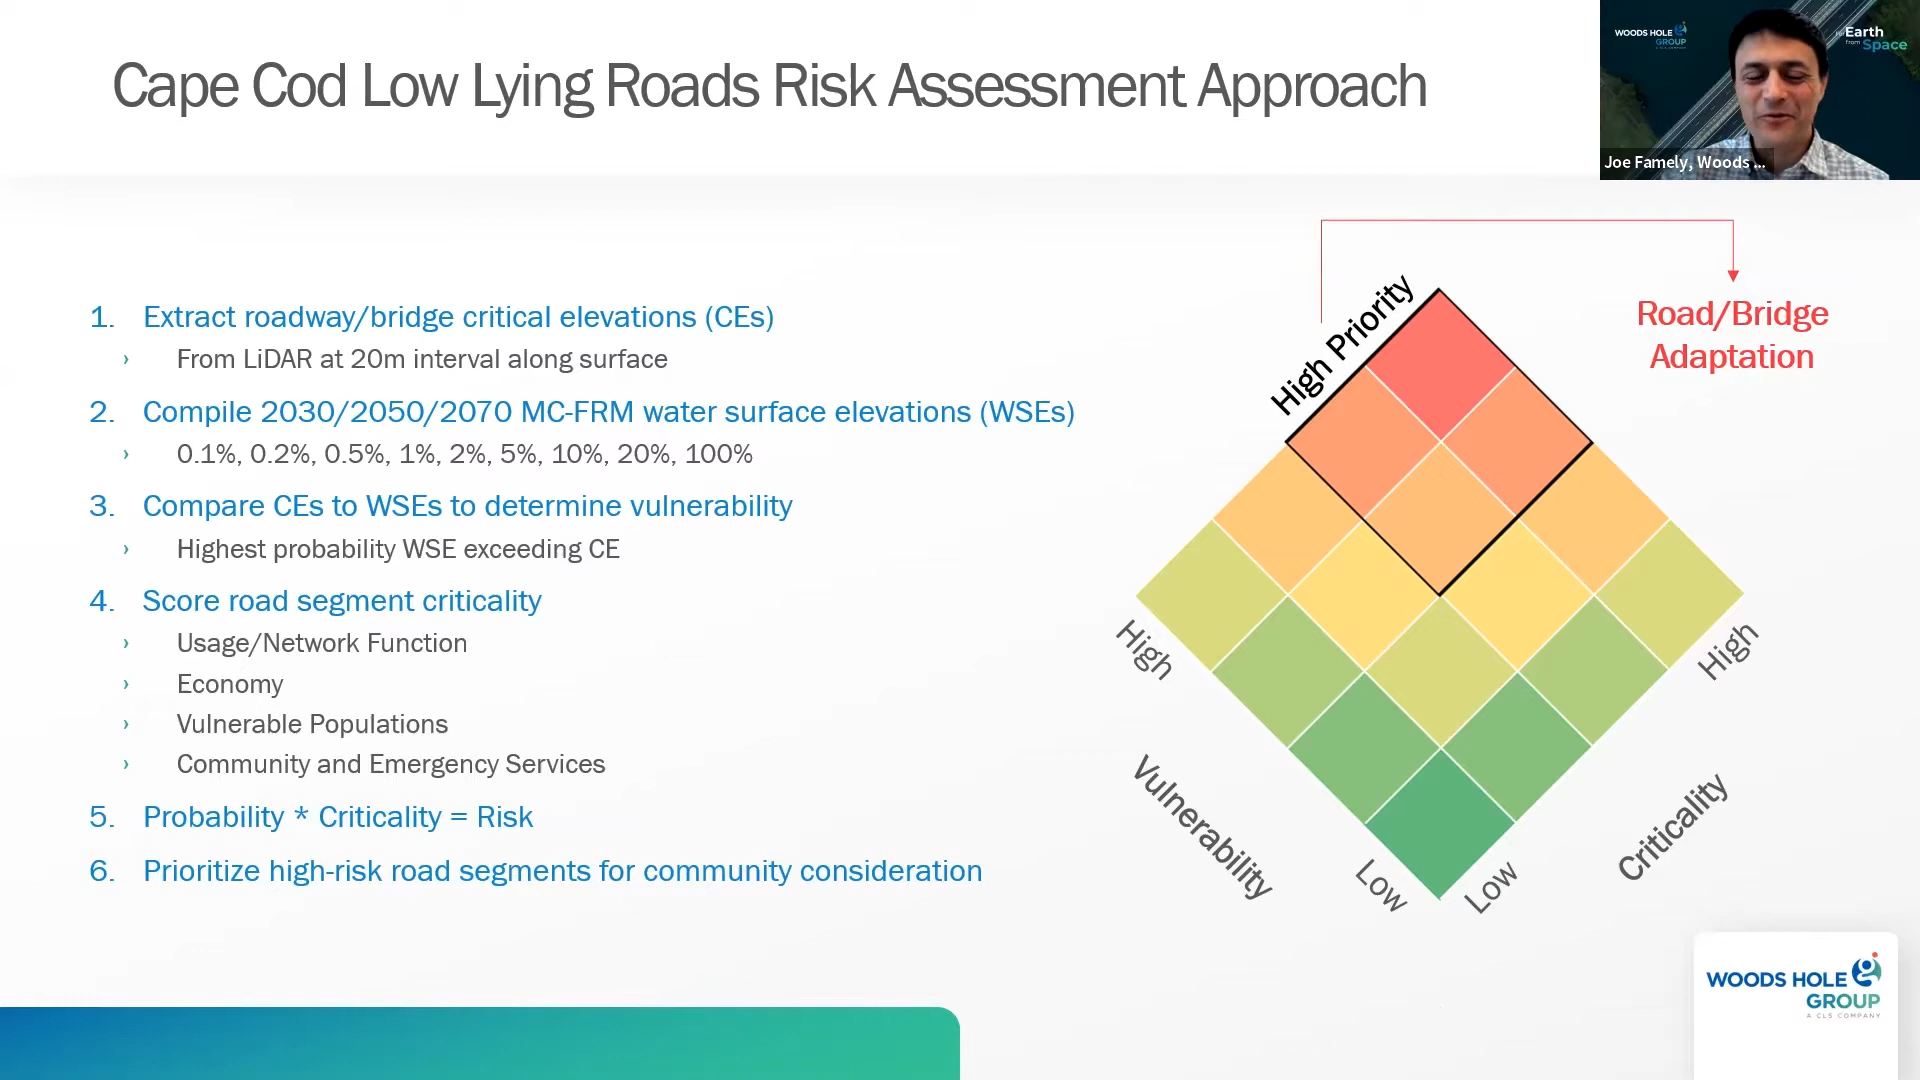 Cape Cod Low Lying Roads Risk Assessment Approach
WOODS HOLE
GROUP
Earth
from Space
Joe Famely, Woods ...
1. Extract roadway/bridge critical elevations (CEs)
› From LiDAR at 20m interval along surface
2. Compile 2030/2050/2070 MC-FRM water surface elevations (WSEs)
› 0.1%, 0.2%, 0.5%, 1%, 2%, 5%, 10%, 20%, 100%
3. Compare CEs to WSEs to determine vulnerability
› Highest probability WSE exceeding CE
4. Score road segment criticality
› Usage/Network Function
› Economy
› Vulnerable Populations
› Community and Emergency Services
5. Probability * Criticality = Risk
6. Prioritize high-risk road segments for community consideration
High Priority
Road/Bridge
Adaptation
High
High
Vulnerability
Criticality
Low
Low
WOODS HOLE
GROUP
A CLS COMPANY